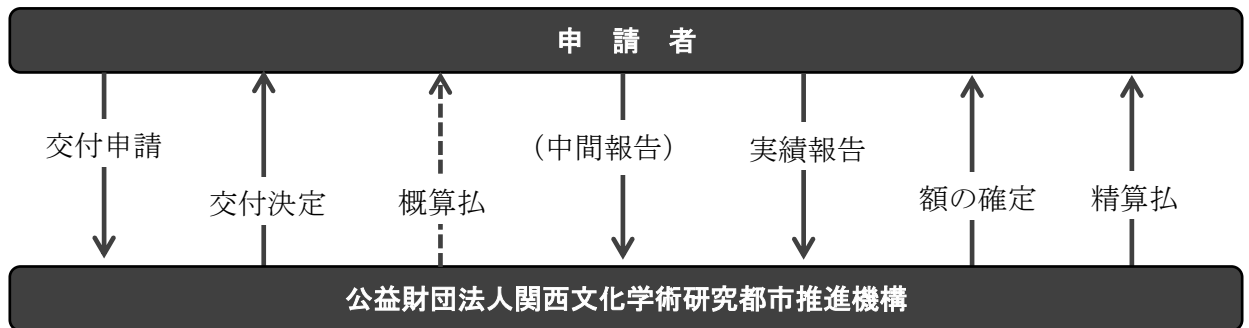 申 請 者
交付申請
交付決定
概算払
（中間報告）
実績報告
額の確定
精算払
公益財団法人関西文化学術研究都市推進機構